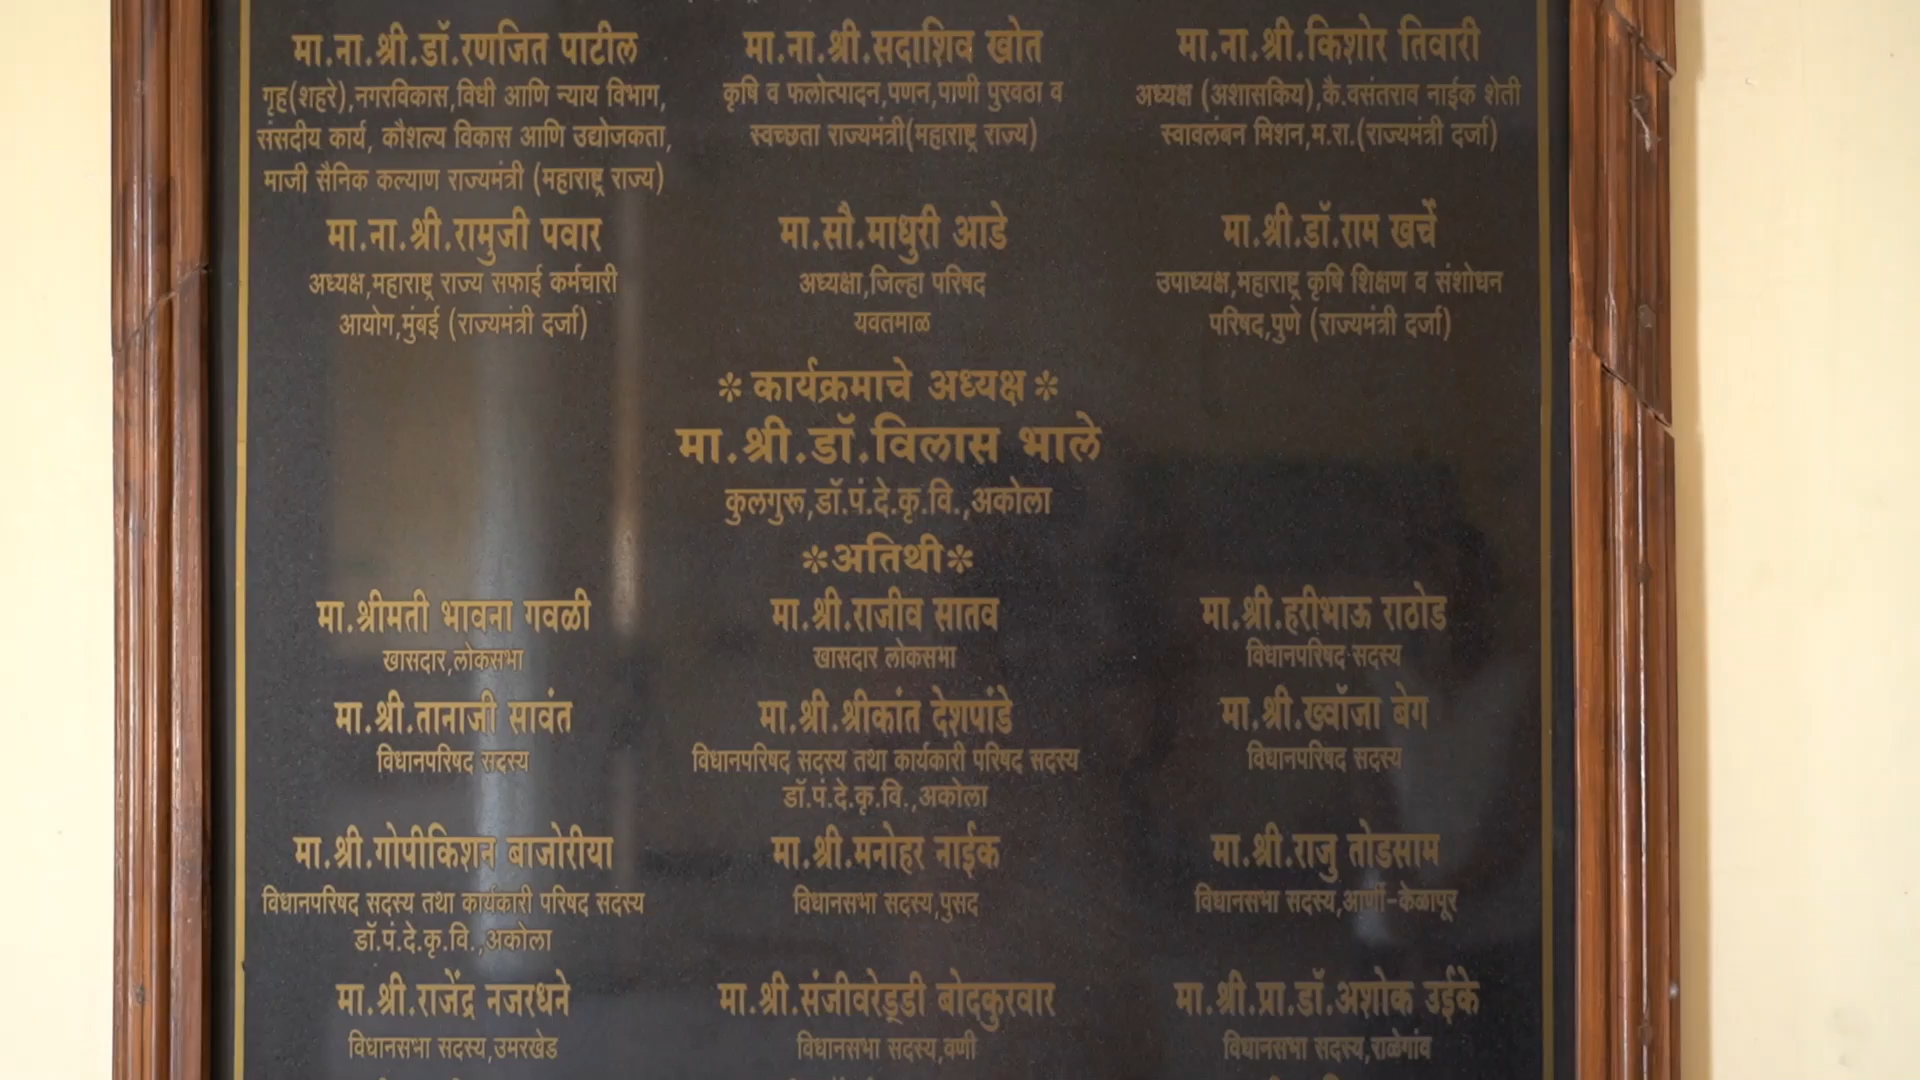 मा.ना.श्री.डॉ.रणजित पाटील
गृह(शहरे),नगरविकास,विधी आणि न्याय विभाग,
संसदीय कार्य, कौशल्य विकास आणि उद्योजकता,
माजी सैनिक कल्याण राज्यमंत्री (महाराष्ट्र राज्य)
मा.ना.श्री.सदाशिव खोत
कृषि व फलोत्पादन,पणन,पाणी पुरवठा व
स्वच्छता राज्यमंत्री(महाराष्ट्र राज्य)
मा.ना.श्री.किशोर तिवारी
अध्यक्ष (अशासकिय),कै.वसंतराव नाईक शेती
स्वावलंबन मिशन,म.रा.(राज्यमंत्री दर्जा)
मा.ना.श्री.रामुजी पवार
अध्यक्ष,महाराष्ट्र राज्य सफाई कर्मचारी
आयोग,मुंबई (राज्यमंत्री दर्जा)
मा.सौ.माधुरी आडे
अध्यक्षा,जिल्हा परिषद
यवतमाळ
मा.श्री.डॉ.राम खर्चे
उपाध्यक्ष,महाराष्ट्र कृषि शिक्षण व संशोधन
परिषद,पुणे (राज्यमंत्री दर्जा)
✻ कार्यक्रमाचे अध्यक्ष ✻
मा.श्री.डॉ.विलास भाले
कुलगुरू,डॉ.पं.दे.कृ.वि.,अकोला
✻अतिथी✻
मा.श्रीमती भावना गवळी
खासदार,लोकसभा
मा.श्री.राजीव सातव
खासदार लोकसभा
मा.श्री.हरीभाऊ राठोड
विधानपरिषद सदस्य
मा.श्री.तानाजी सावंत
विधानपरिषद सदस्य
मा.श्री.श्रीकांत देशपांडे
विधानपरिषद सदस्य तथा कार्यकारी परिषद सदस्य
डॉ.पं.दे.कृ.वि.,अकोला
मा.श्री.ख्वॉजा बेग
विधानपरिषद सदस्य
मा.श्री.गोपीकिशन बाजोरीया
विधानपरिषद सदस्य तथा कार्यकारी परिषद सदस्य
डॉ.पं.दे.कृ.वि.,अकोला
मा.श्री.मनोहर नाईक
विधानसभा सदस्य,पुसद
मा.श्री.राजु तोडसाम
विधानसभा सदस्य,आर्णी-केळापूर
मा.श्री.राजेंद्र नजरधने
विधानसभा सदस्य,उमरखेड
मा.श्री.संजीवरेड्डी बोदकुरवार
विधानसभा सदस्य,वणी
मा.श्री.प्रा.डॉ.अशोक उईके
विधानसभा सदस्य,राळेगांव